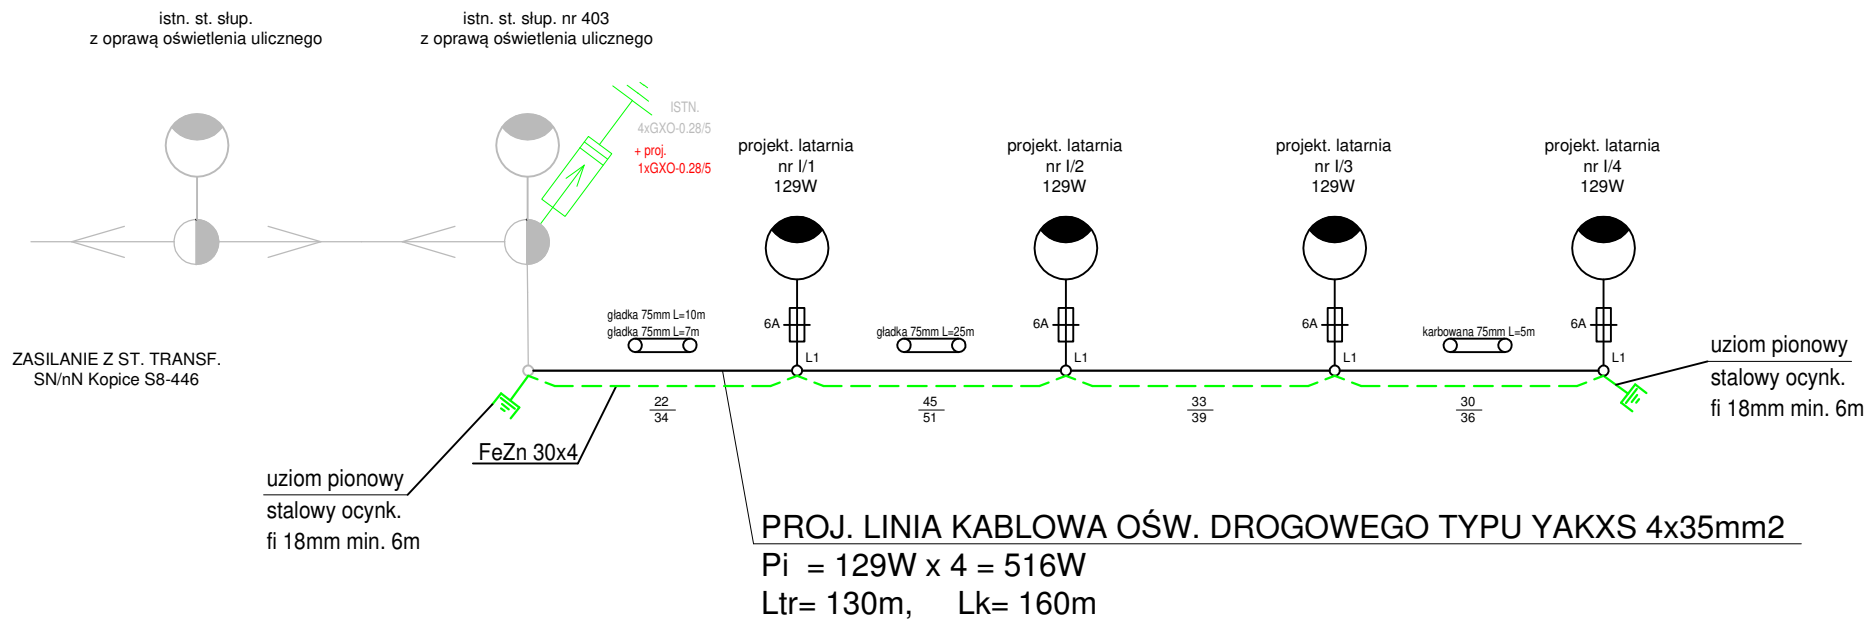 istn. st. słup.
z oprawą oświetlenia ulicznego
istn. st. słup. nr 403
z oprawą oświetlenia ulicznego
ISTN.
4xGXO-0.28/5
+ proj.
1xGXO-0.28/5
projekt. latarnia
nr I/1
129W
projekt. latarnia
nr I/2
129W
projekt. latarnia
nr I/3
129W
projekt. latarnia
nr I/4
129W
gładka 75mm L=10m
gładka 75mm L=7m
6A
gładka 75mm L=25m
6A
6A
karbowana 75mm L=5m
6A
L1
L1
L1
L1
ZASILANIE Z ST. TRANSF.
SN/nN Kopice S8-446
uziom pionowy
stalowy ocynk.
fi 18mm min. 6m
22
34
45
51
33
39
30
36
FeZn 30x4
uziom pionowy
stalowy ocynk.
fi 18mm min. 6m
PROJ. LINIA KABLOWA OŚW. DROGOWEGO TYPU YAKXS 4x35mm2
Pi = 129W x 4 = 516W
Ltr= 130m, Lk= 160m